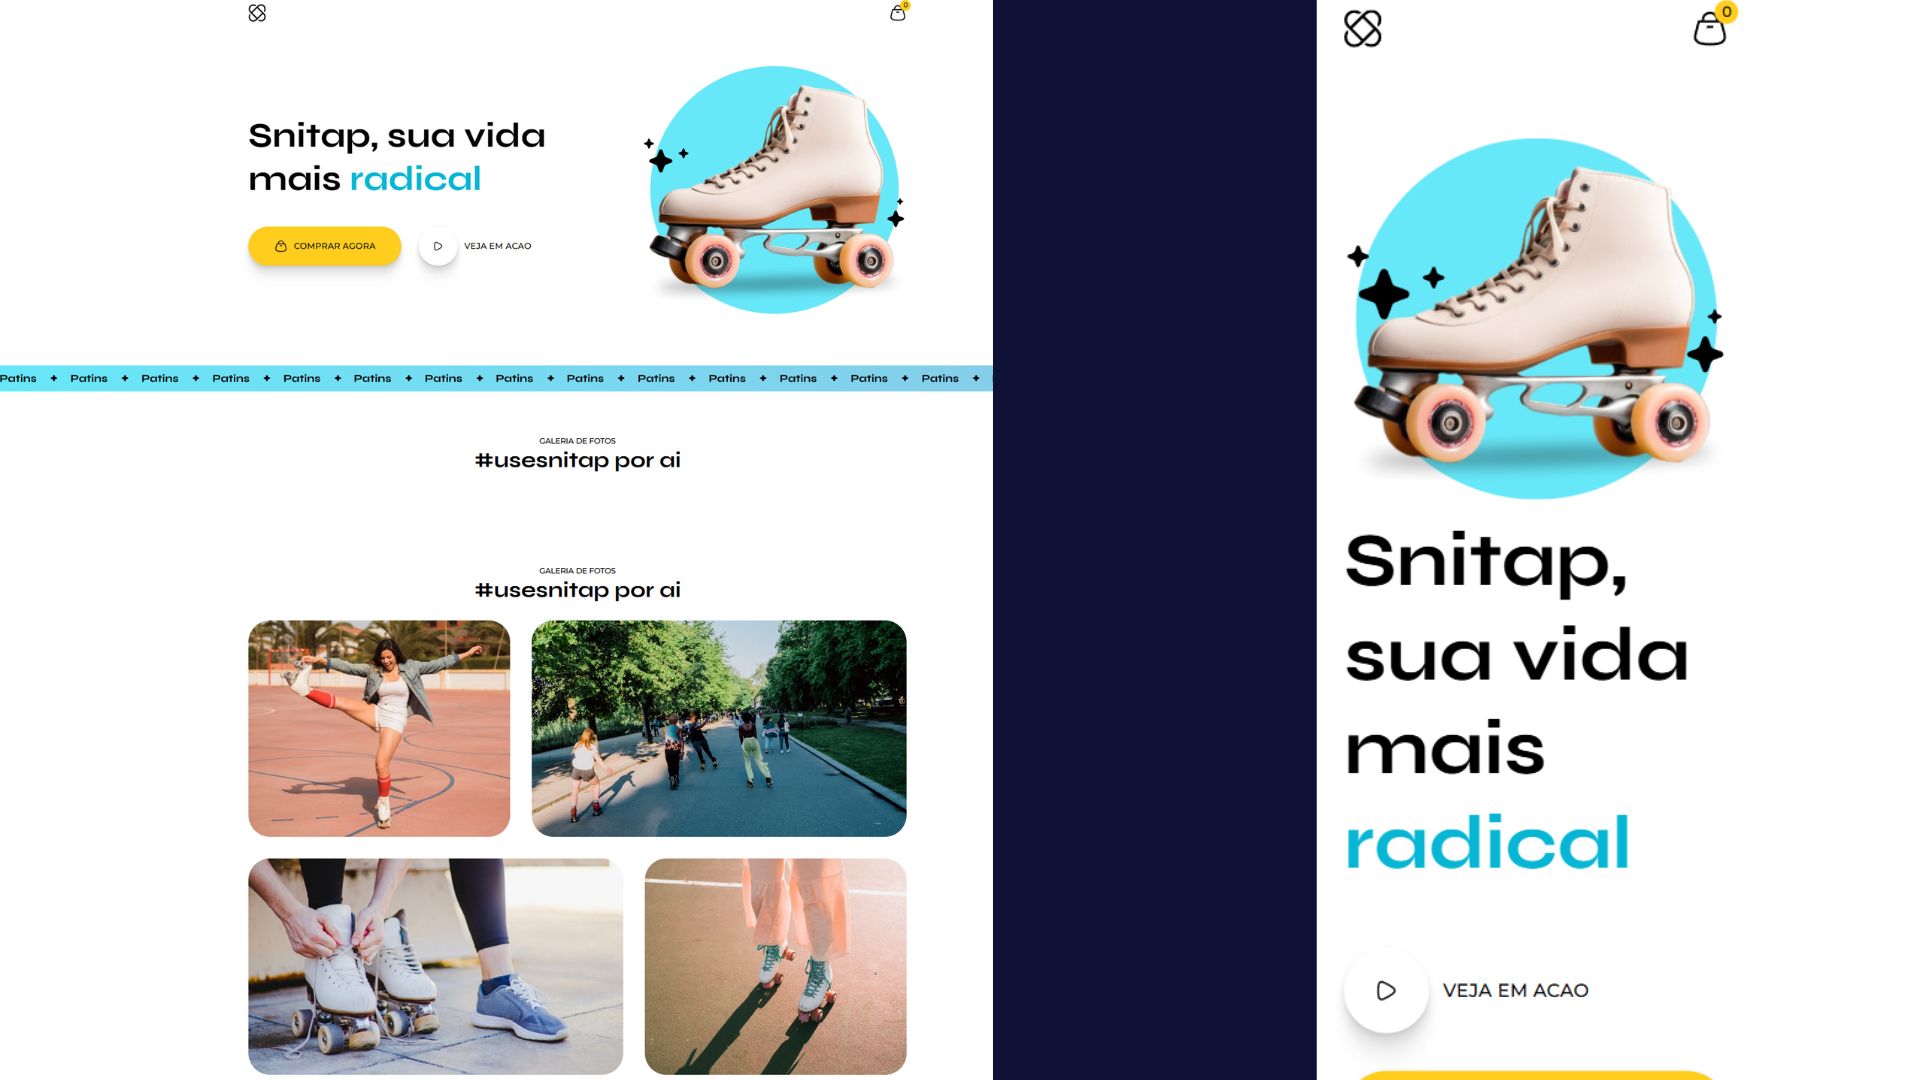 0
Snitap, sua vida
mais radical
COMPRAR AGORA
VEJA EM ACAO
Patins Patins Patins Patins Patins Patins Patins Patins Patins Patins Patins Patins Patins Patins
GALERIA DE FOTOS
#usesnitap por ai
GALERIA DE FOTOS
#usesnitap por ai
0
Snitap,
sua vida
mais
radical
VEJA EM ACAO